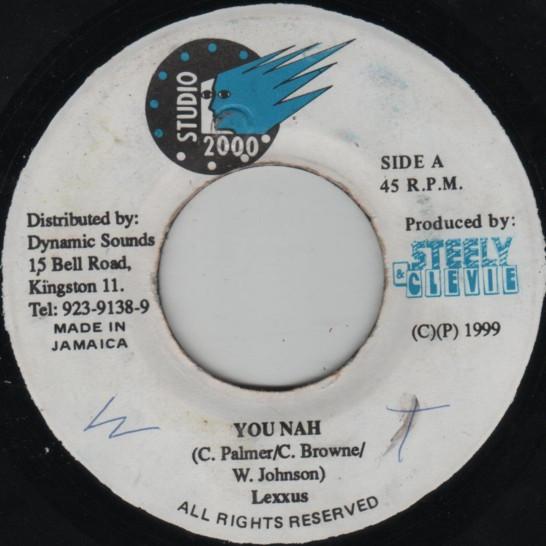 STUDIO
2000
SIDE A
45 R.P.M.
Distributed by:
Dynamic Sounds
15 Bell Road,
Kingston 11.
Tel: 923-9138-9
MADE IN
JAMAICA
Produced by:
STEELY
& CLEVIE
(C)(P) 1999
YOU NAH
(C. Palmer/C. Browne/
W. Johnson)
Lexxus
ALL RIGHTS RESERVED